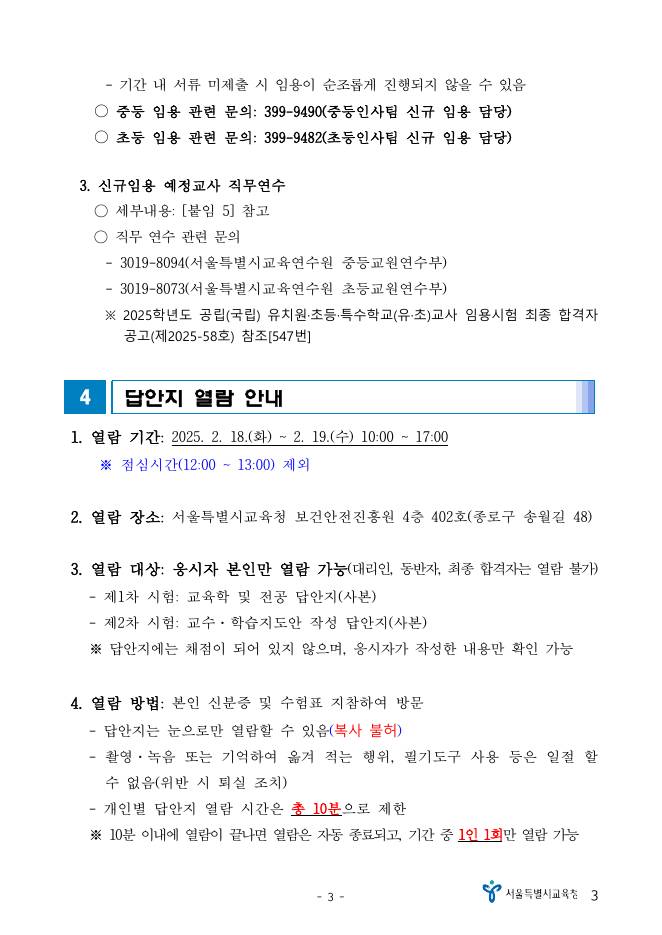 - 기간 내 서류 미제출 시 임용이 순조롭게 진행되지 않을 수 있음
○ 중등 임용 관련 문의: 399-9490(중등인사팀 신규 임용 담당)
○ 초등 임용 관련 문의: 399-9482(초등인사팀 신규 임용 담당)
3. 신규임용 예정교사 직무연수
○ 세부내용: [붙임 5] 참고
○ 직무 연수 관련 문의
- 3019-8094(서울특별시교육연수원 중등교원연수부)
- 3019-8073(서울특별시교육연수원 초등교원연수부)
※ 2025학년도 공립(국립) 유치원·초등·특수학교(유·초)교사 임용시험 최종 합격자
공고(제2025-58호) 참조[547번]
4 답안지 열람 안내
1. 열람 기간: 2025. 2. 18.(화) ~ 2. 19.(수) 10:00 ~ 17:00
※ 점심시간(12:00 ~ 13:00) 제외
2. 열람 장소: 서울특별시교육청 보건안전진흥원 4층 402호(종로구 송월길 48)
3. 열람 대상: 응시자 본인만 열람 가능(대리인, 동반자, 최종 합격자는 열람 불가)
- 제1차 시험: 교육학 및 전공 답안지(사본)
- 제2차 시험: 교수・학습지도안 작성 답안지(사본)
※ 답안지에는 채점이 되어 있지 않으며, 응시자가 작성한 내용만 확인 가능
4. 열람 방법: 본인 신분증 및 수험표 지참하여 방문
- 답안지는 눈으로만 열람할 수 있음(복사 불허)
- 촬영・녹음 또는 기억하여 옮겨 적는 행위, 필기도구 사용 등은 일절 할
수 없음(위반 시 퇴실 조치)
- 개인별 답안지 열람 시간은 총 10분으로 제한
※ 10분 이내에 열람이 끝나면 열람은 자동 종료되고, 기간 중 1인 1회만 열람 가능
- 3 - 서울특별시교육청 3